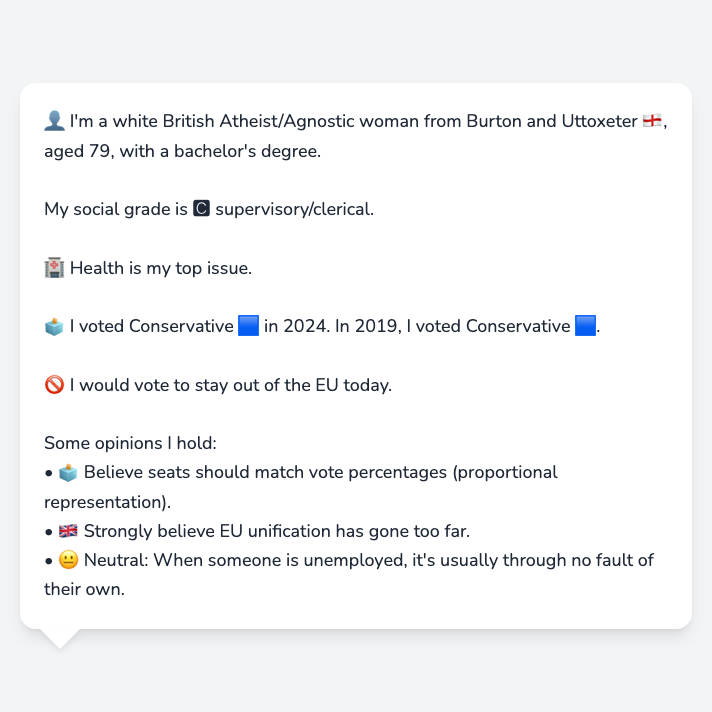 👤 I'm a white British Atheist/Agnostic woman from Burton and Uttoxeter 🏴󠁧󠁢󠁥󠁮󠁧󠁿,
aged 79, with a bachelor's degree.
My social grade is 🅲 supervisory/clerical.
🏥 Health is my top issue.
🗳️ I voted Conservative 🟦 in 2024. In 2019, I voted Conservative 🟦.
🚫 I would vote to stay out of the EU today.
Some opinions I hold:
• 🗳️ Believe seats should match vote percentages (proportional
representation).
• 🇬🇧 Strongly believe EU unification has gone too far.
• 😐 Neutral: When someone is unemployed, it's usually through no fault of
their own.